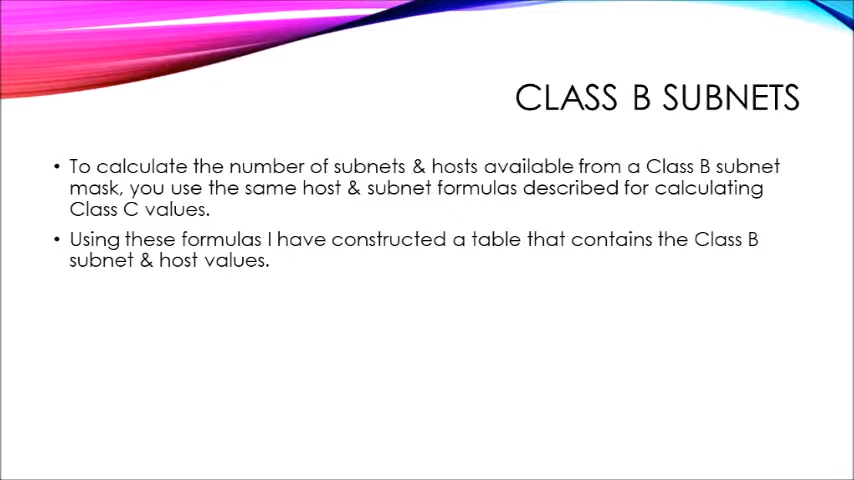 CLASS B SUBNETS
• To calculate the number of subnets & hosts available from a Class B subnet
mask, you use the same host & subnet formulas described for calculating
Class C values.
• Using these formulas I have constructed a table that contains the Class B
subnet & host values.